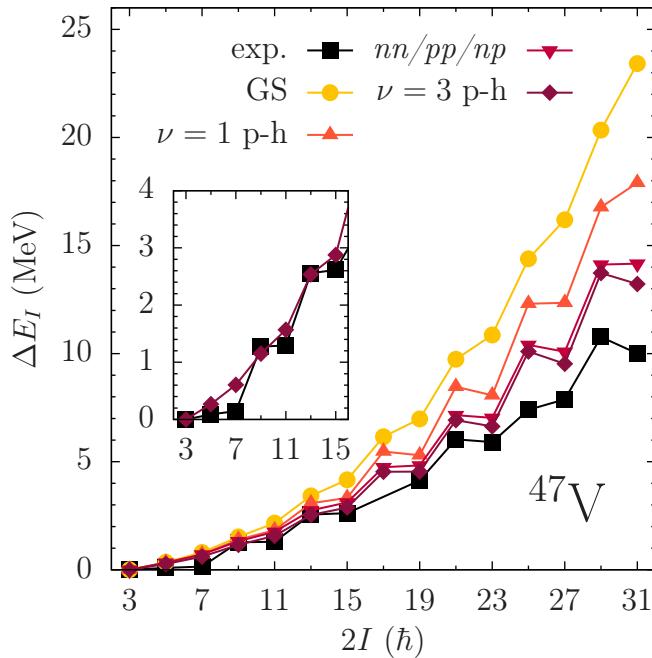 26
25
20
15
10
5
0
ΔE_I (MeV)
exp.
nn/pp/np
GS
ν = 3 p-h
ν = 1 p-h
4
3
2
1
0
3 7 11 15
⁴⁷V
3 7 11 15 19 23 27 31
2I (ħ)